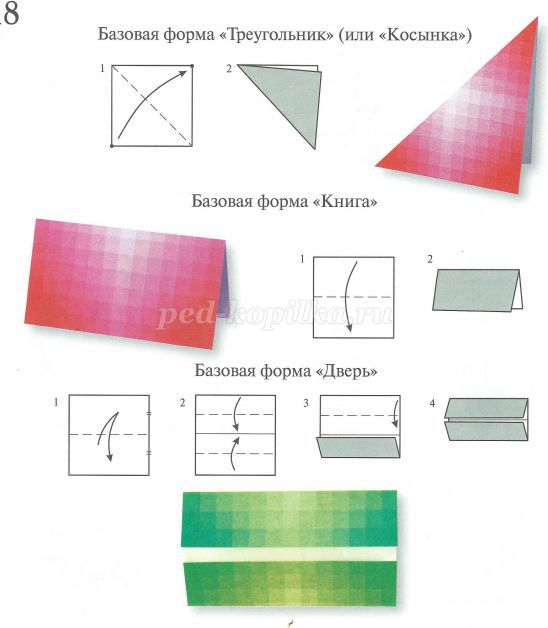 18
Базовая форма «Треугольник» (или «Косынка»)
1 2
Базовая форма «Книга»
1 2
ped-kopilka.ru
Базовая форма «Дверь»
1 2 3 4